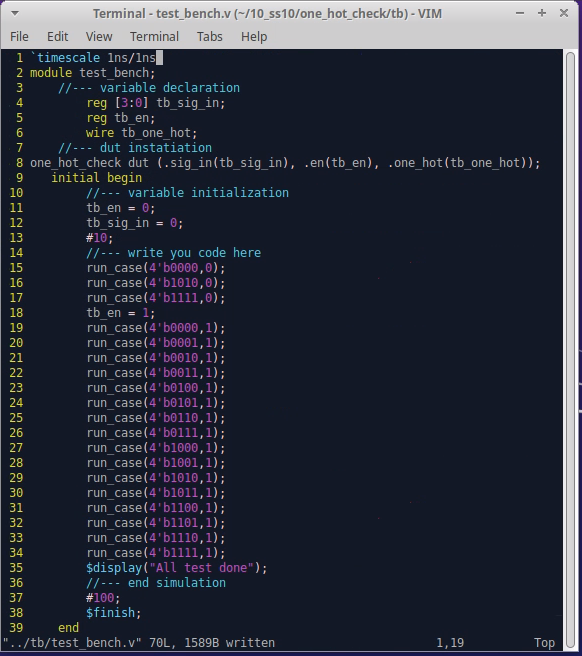 Terminal - test_bench.v (~/10_ss10/one_hot_check/tb) - VIM
File Edit View Terminal Tabs Help
1 `timescale 1ns/1ns
2 module test_bench;
3 //--- variable declaration
4 reg [3:0] tb_sig_in;
5 reg tb_en;
6 wire tb_one_hot;
7 //--- dut instatiation
8 one_hot_check dut (.sig_in(tb_sig_in), .en(tb_en), .one_hot(tb_one_hot));
9 initial begin
10 //--- variable initialization
11 tb_en = 0;
12 tb_sig_in = 0;
13 #10;
14 //--- write you code here
15 run_case(4'b0000,0);
16 run_case(4'b1010,0);
17 run_case(4'b1111,0);
18 tb_en = 1;
19 run_case(4'b0000,1);
20 run_case(4'b0001,1);
21 run_case(4'b0010,1);
22 run_case(4'b0011,1);
23 run_case(4'b0100,1);
24 run_case(4'b0101,1);
25 run_case(4'b0110,1);
26 run_case(4'b0111,1);
27 run_case(4'b1000,1);
28 run_case(4'b1001,1);
29 run_case(4'b1010,1);
30 run_case(4'b1011,1);
31 run_case(4'b1100,1);
32 run_case(4'b1101,1);
33 run_case(4'b1110,1);
34 run_case(4'b1111,1);
35 $display("All test done");
36 //--- end simulation
37 #100;
38 $finish;
39 end
"../tb/test_bench.v" 70L, 1589B written 1,19 Top